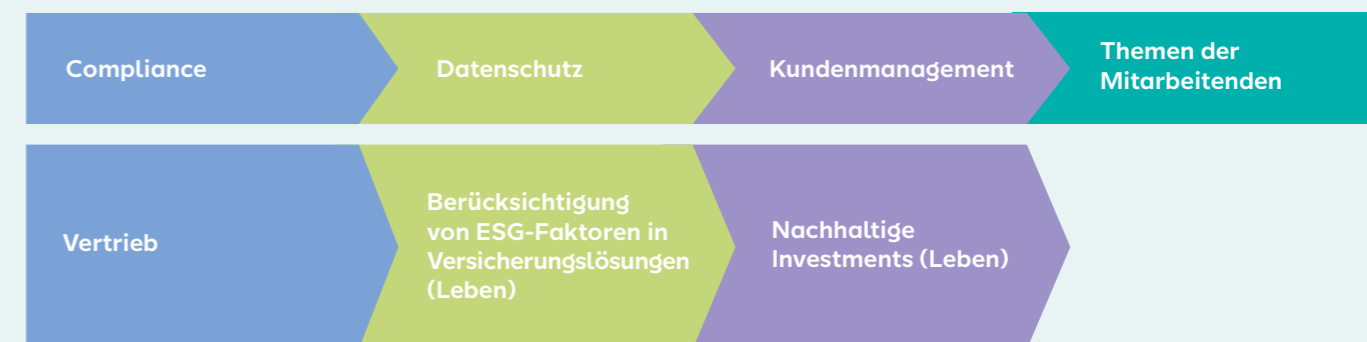 Compliance
Datenschutz
Kundenmanagement
Themen der
Mitarbeitenden
Vertrieb
Berücksichtigung
von ESG-Faktoren in
Versicherungslösungen
(Leben)
Nachhaltige
Investments (Leben)